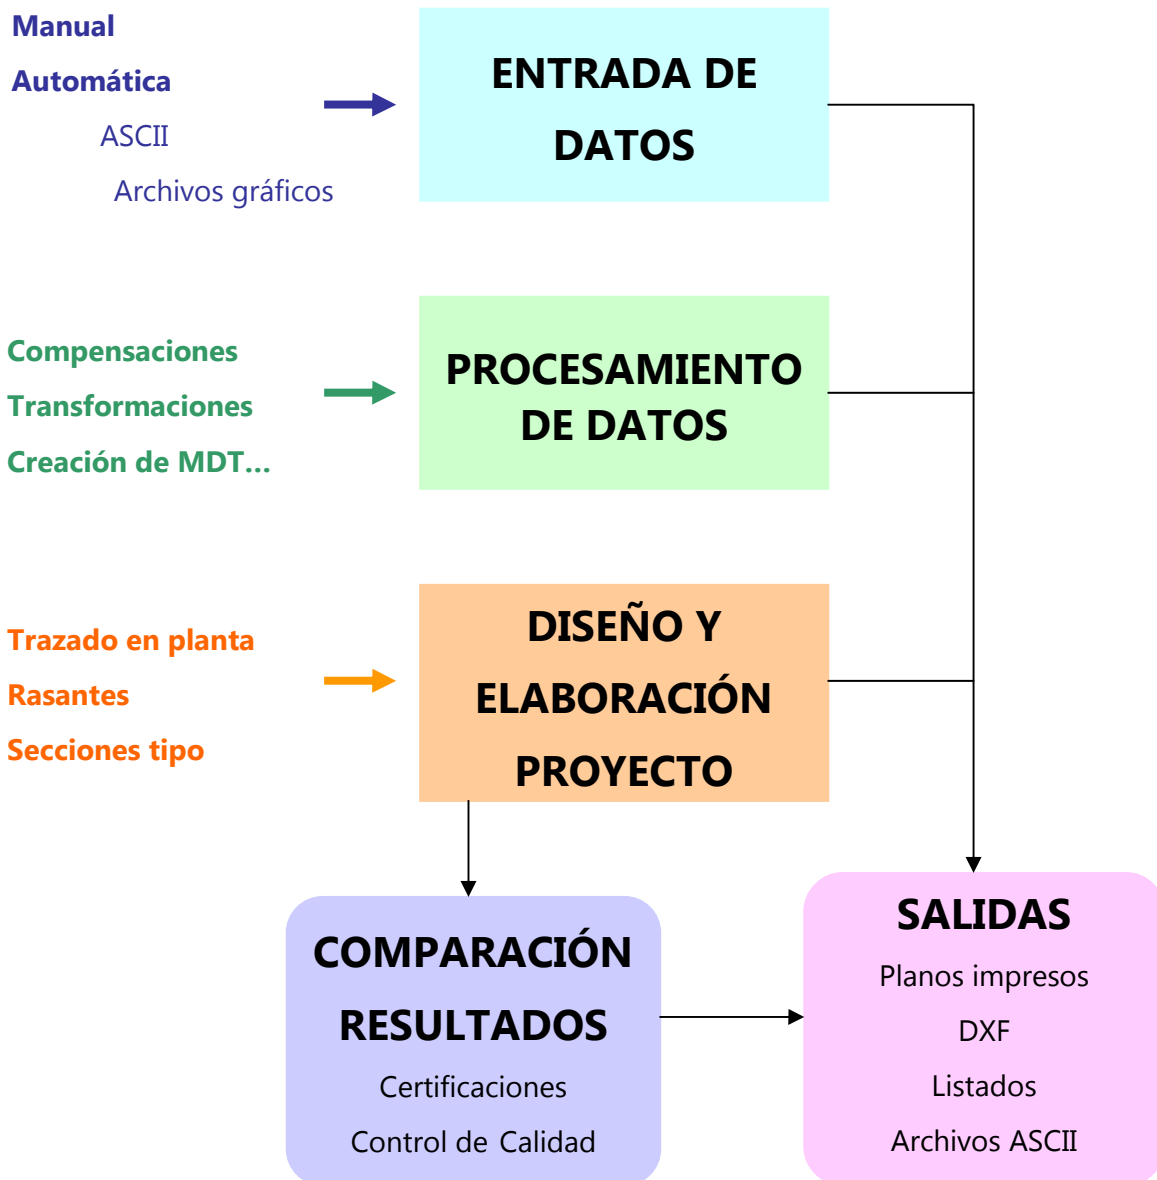 Manual
Automática
ASCII
Archivos gráficos
ENTRADA DE
DATOS
Compensaciones
Transformaciones
Creación de MDT...
PROCESAMIENTO
DE DATOS
Trazado en planta
Rasantes
Secciones tipo
DISEÑO Y
ELABORACIÓN
PROYECTO
COMPARACIÓN
RESULTADOS
Certificaciones
Control de Calidad
SALIDAS
Planos impresos
DXF
Listados
Archivos ASCII